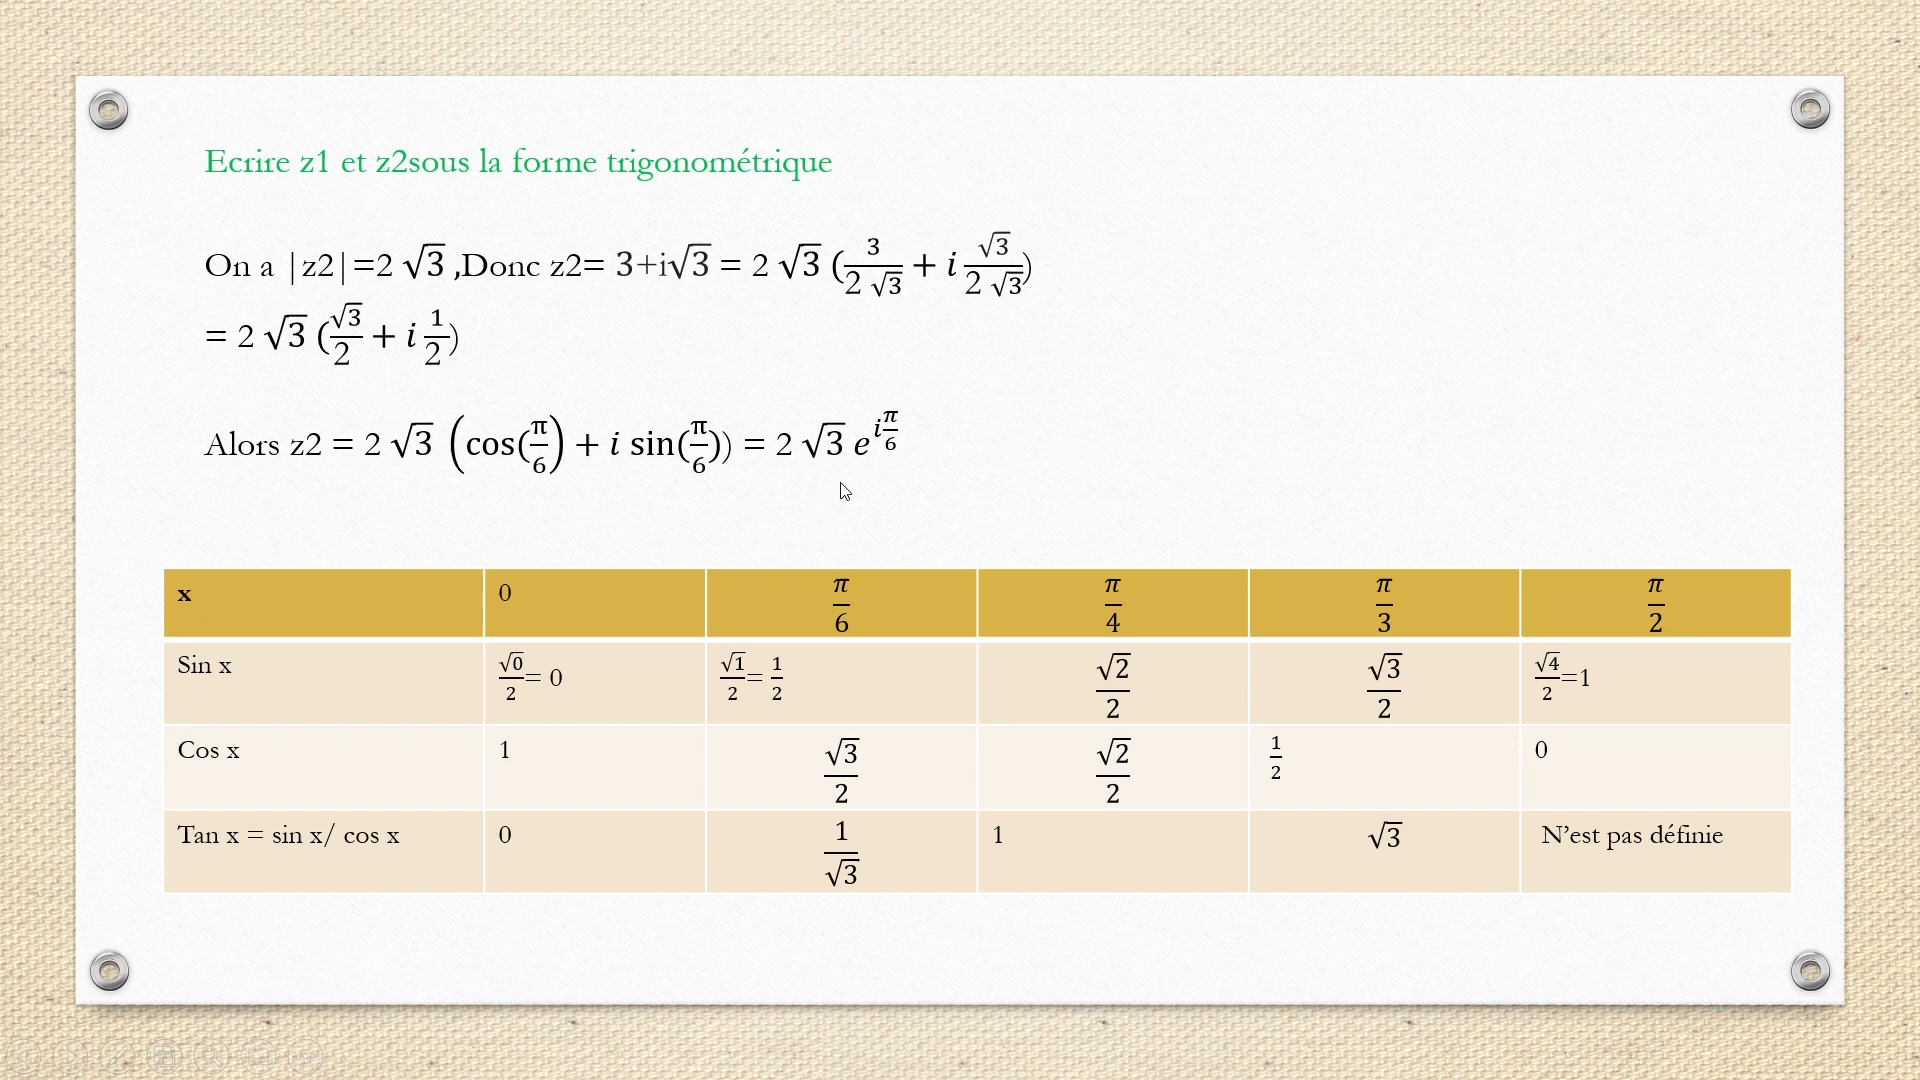 Ecrire z1 et z2sous la forme trigonométrique
On a |z2|=2 √3 ,Donc z2= 3+i√3 = 2 √3 (3/(2 √3) + i √3/(2 √3))
= 2 √3 (√3/2 + i 1/2)
Alors z2 = 2 √3 (cos(π/6) + i sin(π/6)) = 2 √3 e^(iπ/6)
x 0 π/6 π/4 π/3 π/2
Sin x √0/2= 0 √1/2= 1/2 √2/2 √3/2 √4/2=1
Cos x 1 √3/2 √2/2 1/2 0
Tan x = sin x/ cos x 0 1/√3 1 √3 N’est pas définie